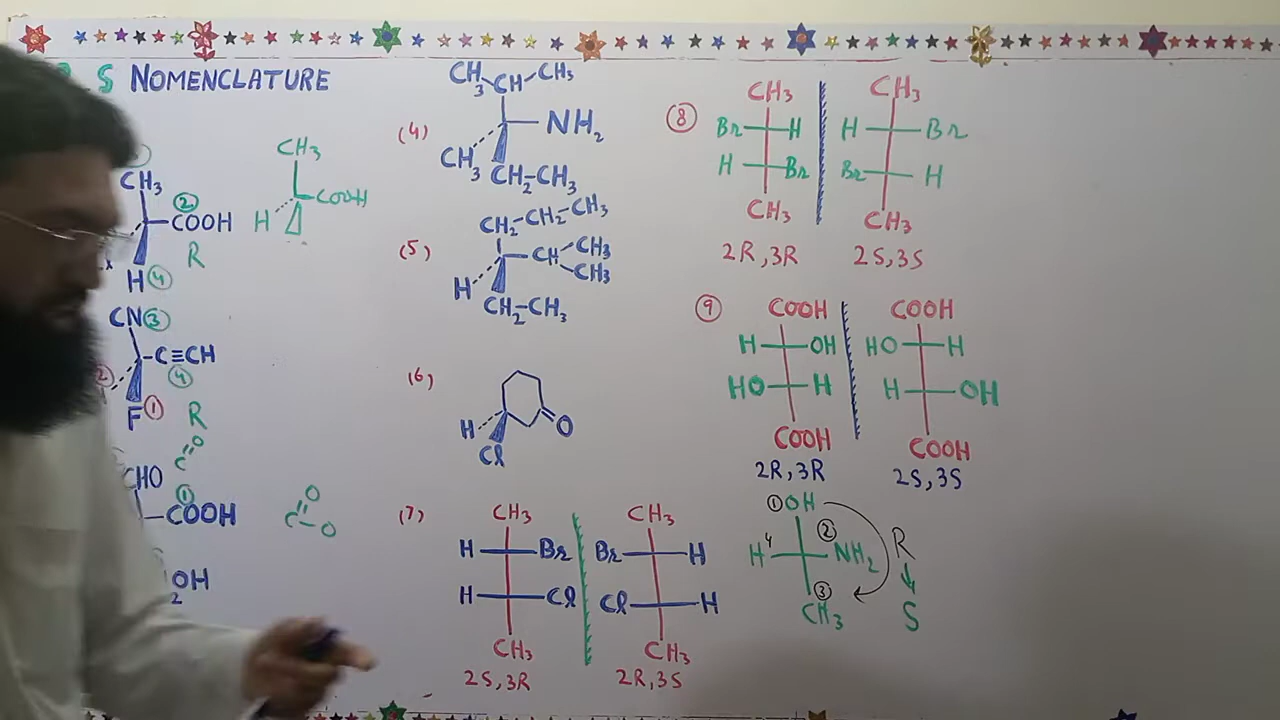 S NOMENCLATURE
CH3
② COOH
R
H ④
CH3
COOH
H
CN ③
C≡CH
④
②
F ①
R
C=O
CHO
①
COOH
OH
2
C=O
O
(4)
CH3 CH-CH3
NH2
CH3
CH2-CH3
(5)
CH2-CH2-CH3
CH-CH3
CH3
H
CH2-CH3
(6)
H
Cl
O
(7)
CH3 CH3
H Br Br H
H Cl Cl H
CH3 CH3
2S,3R 2R,3S
⑧
CH3 CH3
Br H H Br
H Br Br H
CH3 CH3
2R,3R 2S,3S
⑨
COOH COOH
H OH HO H
HO H H OH
COOH COOH
2R,3R 2S,3S
① OH
②
H4 NH2 R
③
CH3 S